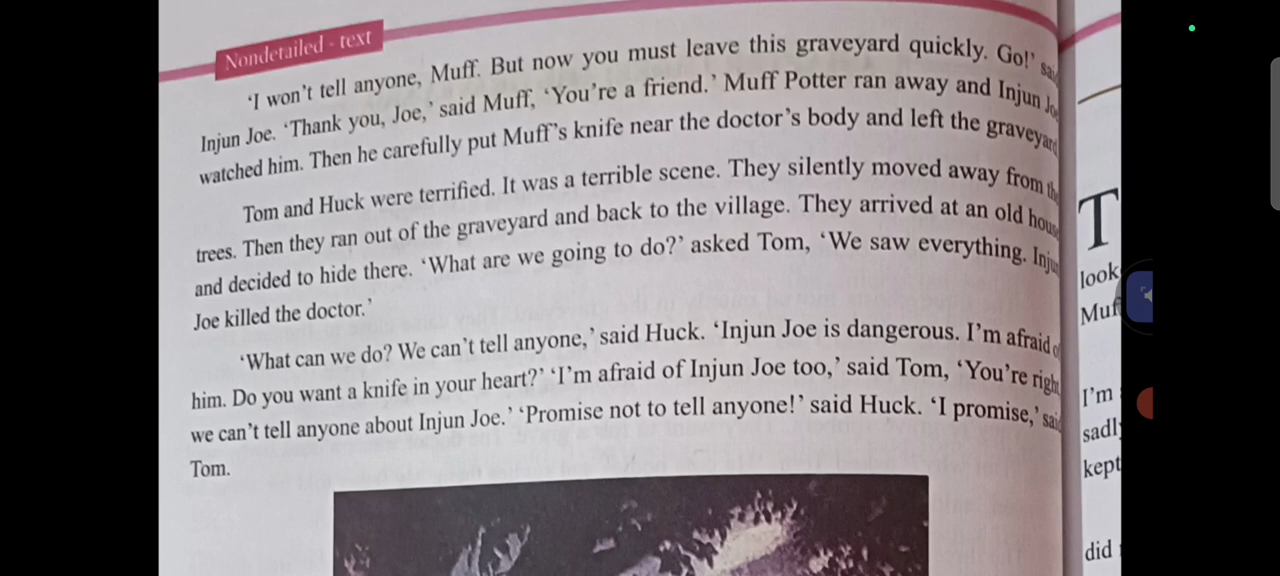 Nondetailed - text
'I won't tell anyone, Muff. But now you must leave this graveyard quickly. Go!'
Injun Joe. 'Thank you, Joe,' said Muff, 'You're a friend.' Muff Potter ran away and Injun
watched him. Then he carefully put Muff's knife near the doctor's body and left the
Tom and Huck were terrified. It was a terrible scene. They silently moved away from
trees. Then they ran out of the graveyard and back to the village. They arrived at an old
and decided to hide there. 'What are we going to do?' asked Tom, 'We saw everything.
Joe killed the doctor.'
'What can we do? We can't tell anyone,' said Huck. 'Injun Joe is dangerous. I'm afraid
him. Do you want a knife in your heart?' 'I'm afraid of Injun Joe too,' said Tom, 'You're right
we can't tell anyone about Injun Joe.' 'Promise not to tell anyone!' said Huck. 'I promise,'
Tom.
T
look
I'm
kept
did